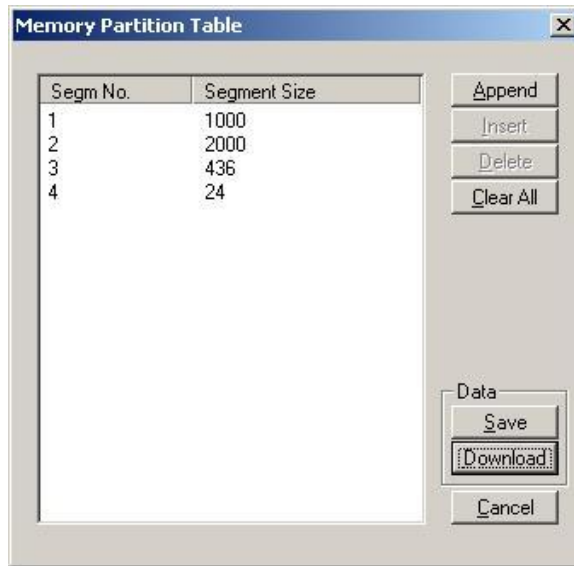 Memory Partition Table
Segm No. Segment Size
1 1000
2 2000
3 436
4 24
Append
Insert
Delete
Clear All
Data
Save
Download
Cancel